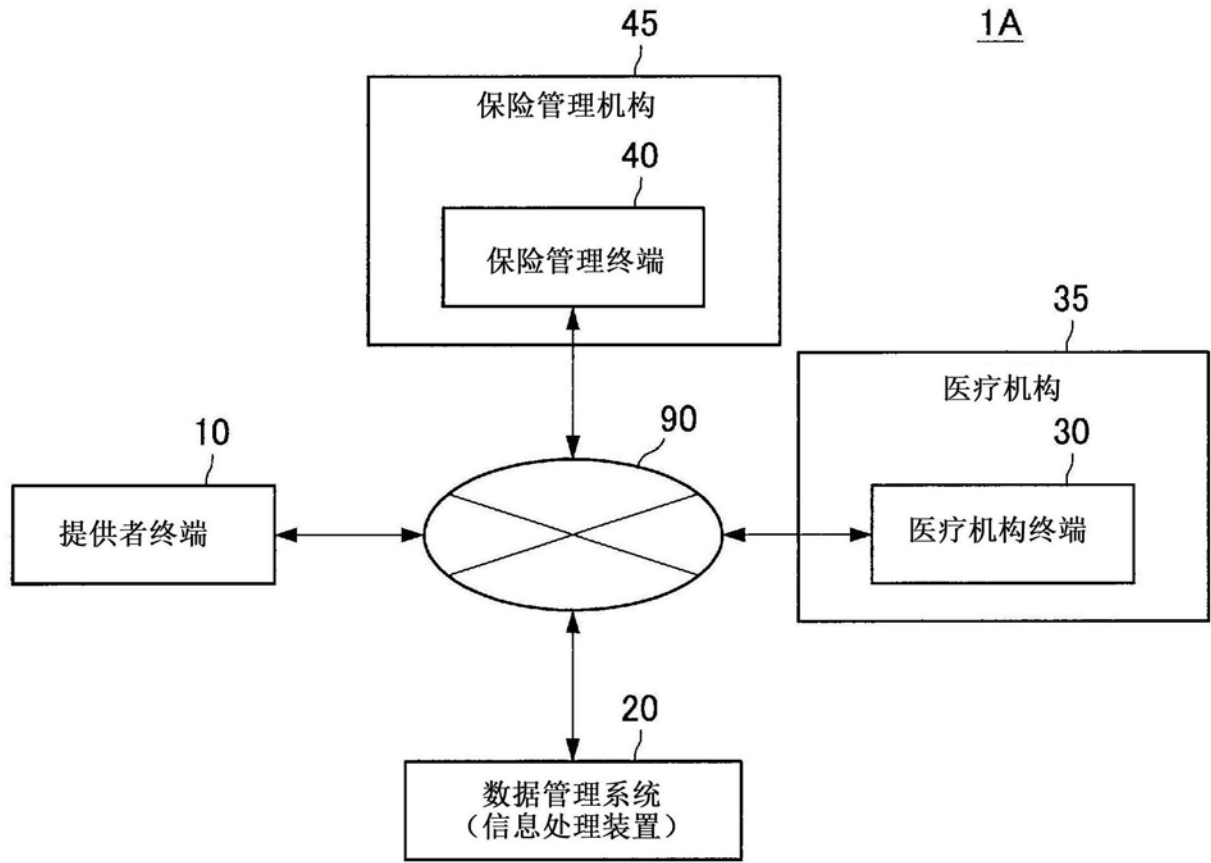 1A
45
保险管理机构
40
保险管理终端
35
医疗机构
30
医疗机构终端
90
10
提供者终端
20
数据管理系统
（信息处理装置）